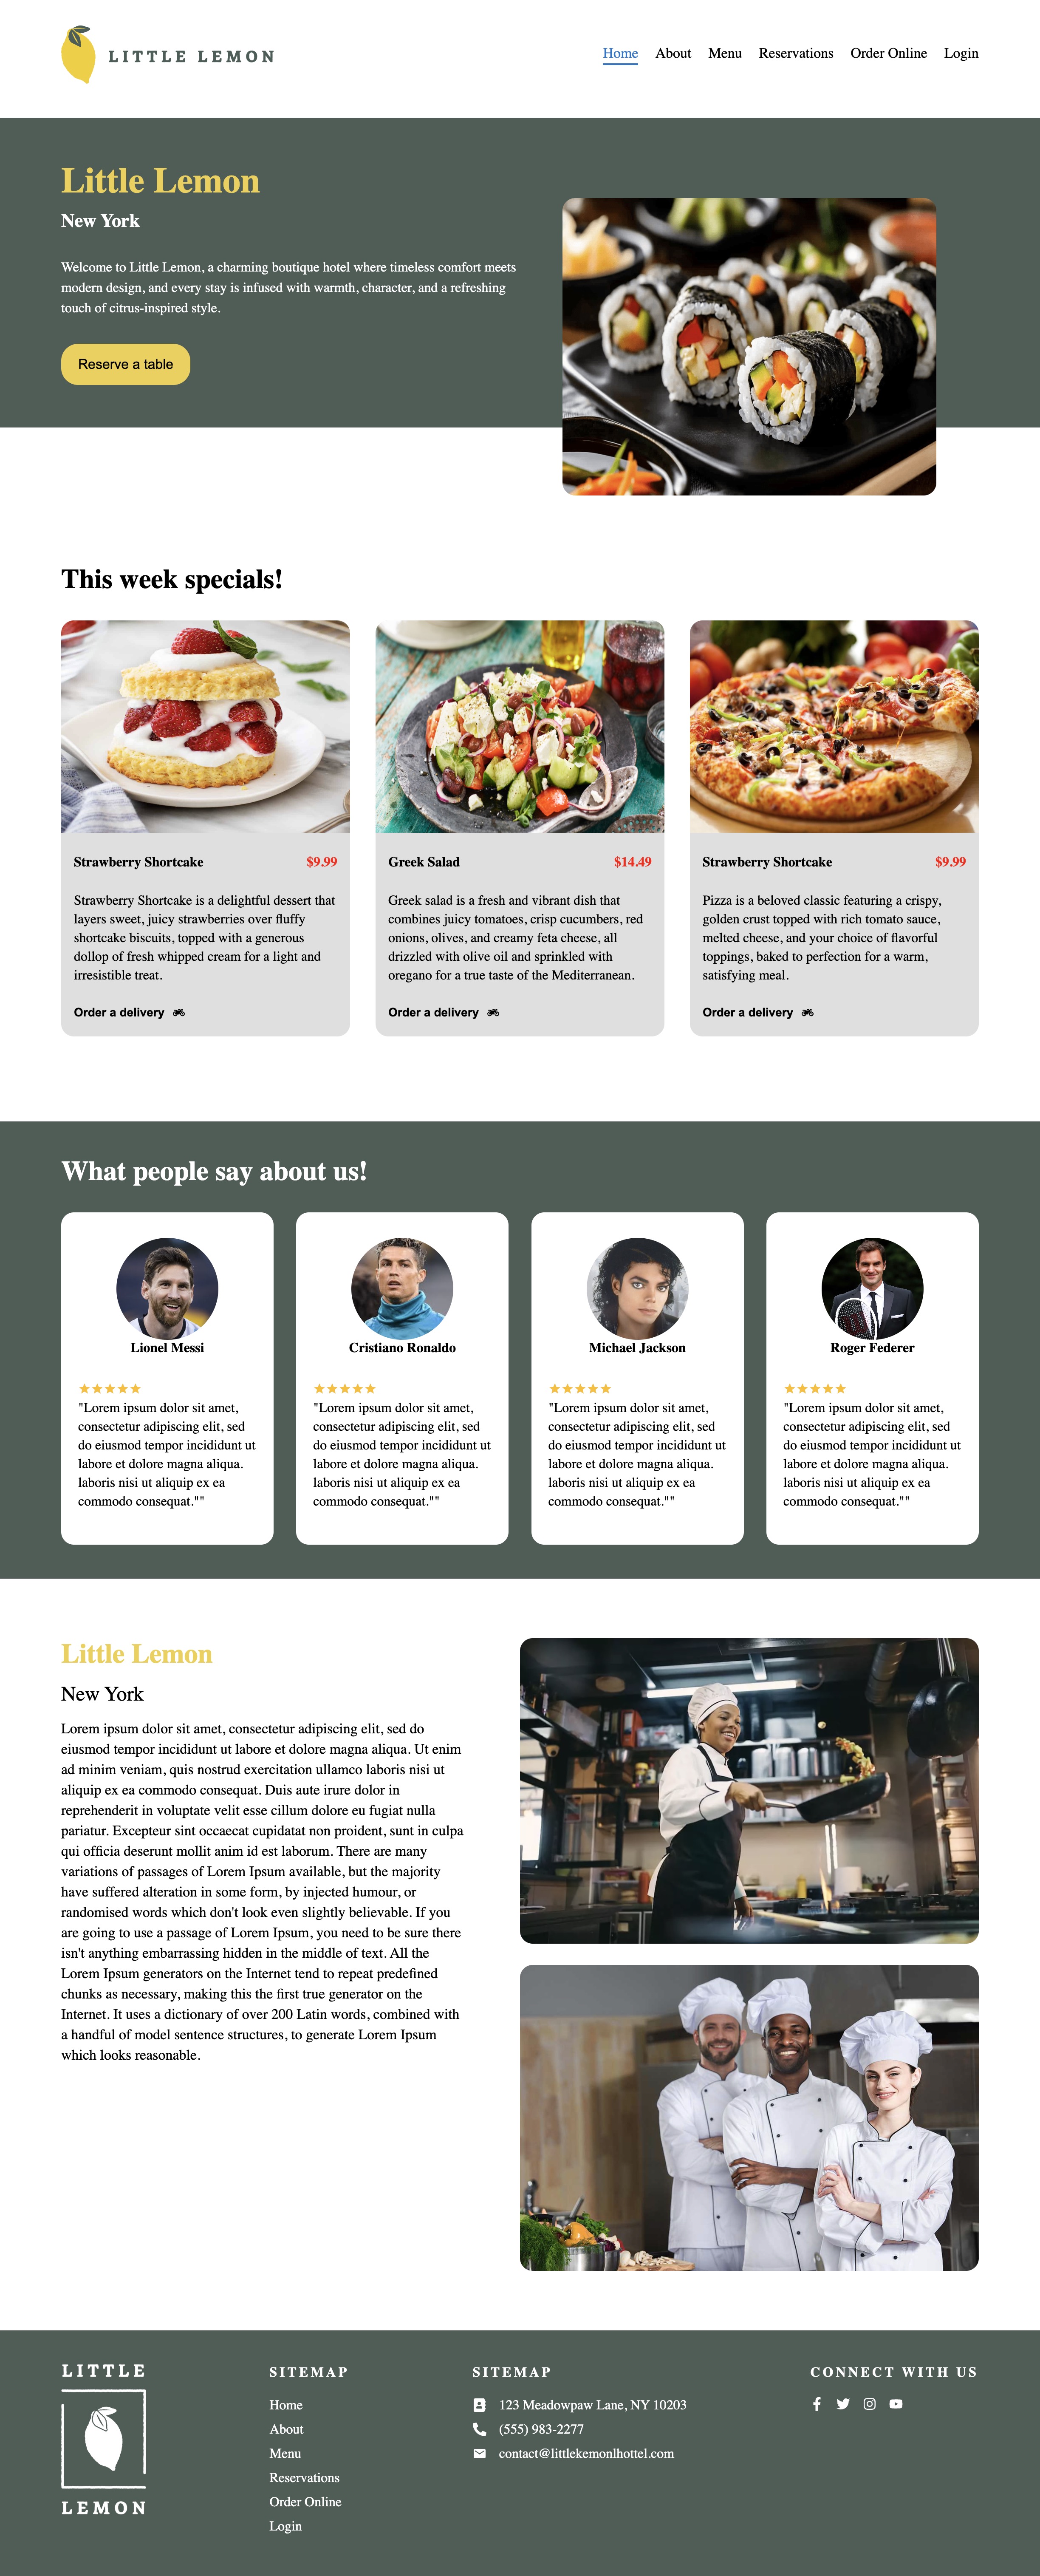 LITTLE LEMON
Home About Menu Reservations Order Online Login
Little Lemon
New York
Welcome to Little Lemon, a charming boutique hotel where timeless comfort meets
modern design, and every stay is infused with warmth, character, and a refreshing
touch of citrus-inspired style.
Reserve a table
This week specials!
Strawberry Shortcake $9.99
Strawberry Shortcake is a delightful dessert that
layers sweet, juicy strawberries over fluffy
shortcake biscuits, topped with a generous
dollop of fresh whipped cream for a light and
irresistible treat.
Order a delivery
Greek Salad $14.49
Greek salad is a fresh and vibrant dish that
combines juicy tomatoes, crisp cucumbers, red
onions, olives, and creamy feta cheese, all
drizzled with olive oil and sprinkled with
oregano for a true taste of the Mediterranean.
Order a delivery
Strawberry Shortcake $9.99
Pizza is a beloved classic featuring a crispy,
golden crust topped with rich tomato sauce,
melted cheese, and your choice of flavorful
toppings, baked to perfection for a warm,
satisfying meal.
Order a delivery
What people say about us!
Lionel Messi
"Lorem ipsum dolor sit amet,
consectetur adipiscing elit, sed
do eiusmod tempor incididunt ut
labore et dolore magna aliqua.
laboris nisi ut aliquip ex ea
commodo consequat.""
Cristiano Ronaldo
"Lorem ipsum dolor sit amet,
consectetur adipiscing elit, sed
do eiusmod tempor incididunt ut
labore et dolore magna aliqua.
laboris nisi ut aliquip ex ea
commodo consequat.""
Michael Jackson
"Lorem ipsum dolor sit amet,
consectetur adipiscing elit, sed
do eiusmod tempor incididunt ut
labore et dolore magna aliqua.
laboris nisi ut aliquip ex ea
commodo consequat.""
Roger Federer
"Lorem ipsum dolor sit amet,
consectetur adipiscing elit, sed
do eiusmod tempor incididunt ut
labore et dolore magna aliqua.
laboris nisi ut aliquip ex ea
commodo consequat.""
Little Lemon
New York
Lorem ipsum dolor sit amet, consectetur adipiscing elit, sed do
eiusmod tempor incididunt ut labore et dolore magna aliqua. Ut enim
ad minim veniam, quis nostrud exercitation ullamco laboris nisi ut
aliquip ex ea commodo consequat. Duis aute irure dolor in
reprehenderit in voluptate velit esse cillum dolore eu fugiat nulla
pariatur. Excepteur sint occaecat cupidatat non proident, sunt in culpa
qui officia deserunt mollit anim id est laborum. There are many
variations of passages of Lorem Ipsum available, but the majority
have suffered alteration in some form, by injected humour, or
randomised words which don't look even slightly believable. If you
are going to use a passage of Lorem Ipsum, you need to be sure there
isn't anything embarrassing hidden in the middle of text. All the
Lorem Ipsum generators on the Internet tend to repeat predefined
chunks as necessary, making this the first true generator on the
Internet. It uses a dictionary of over 200 Latin words, combined with
a handful of model sentence structures, to generate Lorem Ipsum
which looks reasonable.
LITTLE
LEMON
SITEMAP
Home
About
Menu
Reservations
Order Online
Login
SITEMAP
123 Meadowpaw Lane, NY 10203
(555) 983-2277
contact@littlekemonlhottel.com
CONNECT WITH US